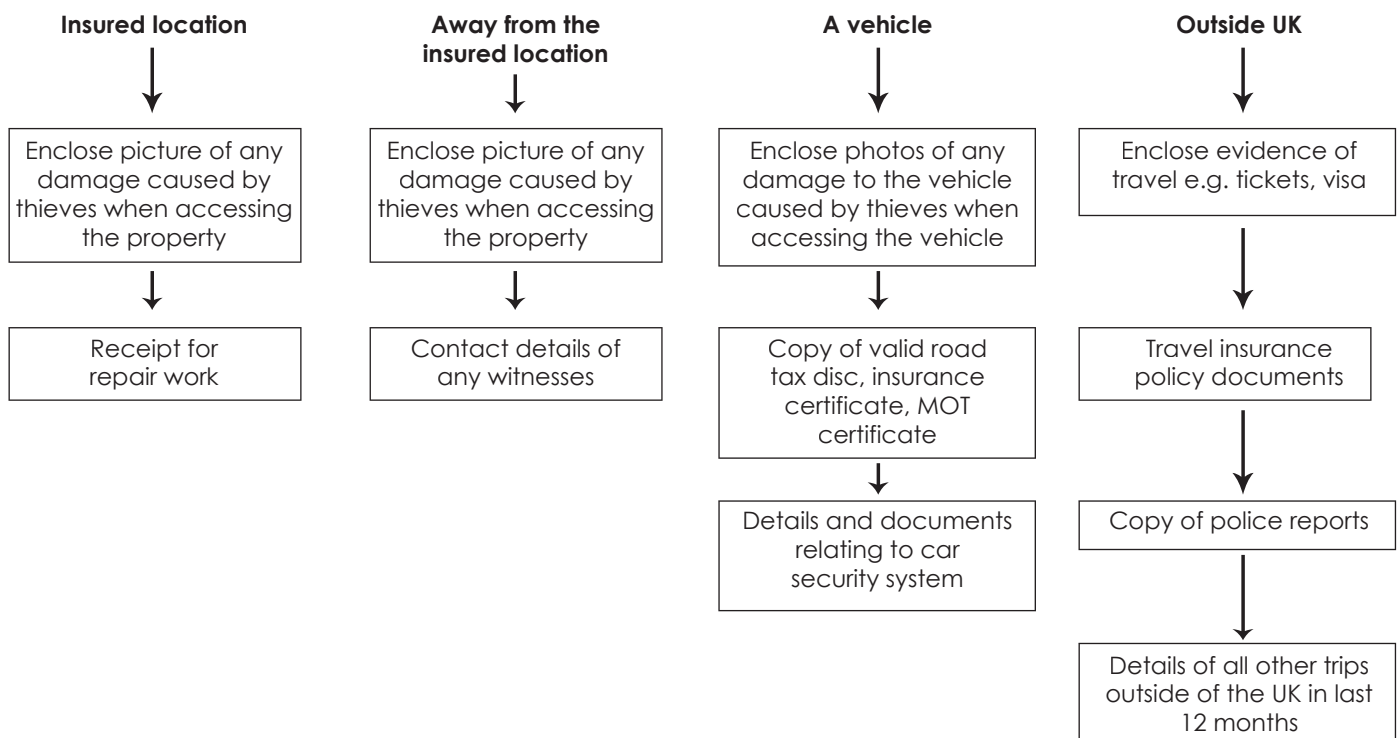 Insured location
Enclose picture of any
damage caused by
thieves when accessing
the property
Receipt for
repair work
Away from the
insured location
Enclose picture of any
damage caused by
thieves when accessing
the property
Contact details of
any witnesses
A vehicle
Enclose photos of any
damage to the vehicle
caused by thieves when
accessing the vehicle
Copy of valid road
tax disc, insurance
certificate, MOT
certificate
Details and documents
relating to car
security system
Outside UK
Enclose evidence of
travel e.g. tickets, visa
Travel insurance
policy documents
Copy of police reports
Details of all other trips
outside of the UK in last
12 months